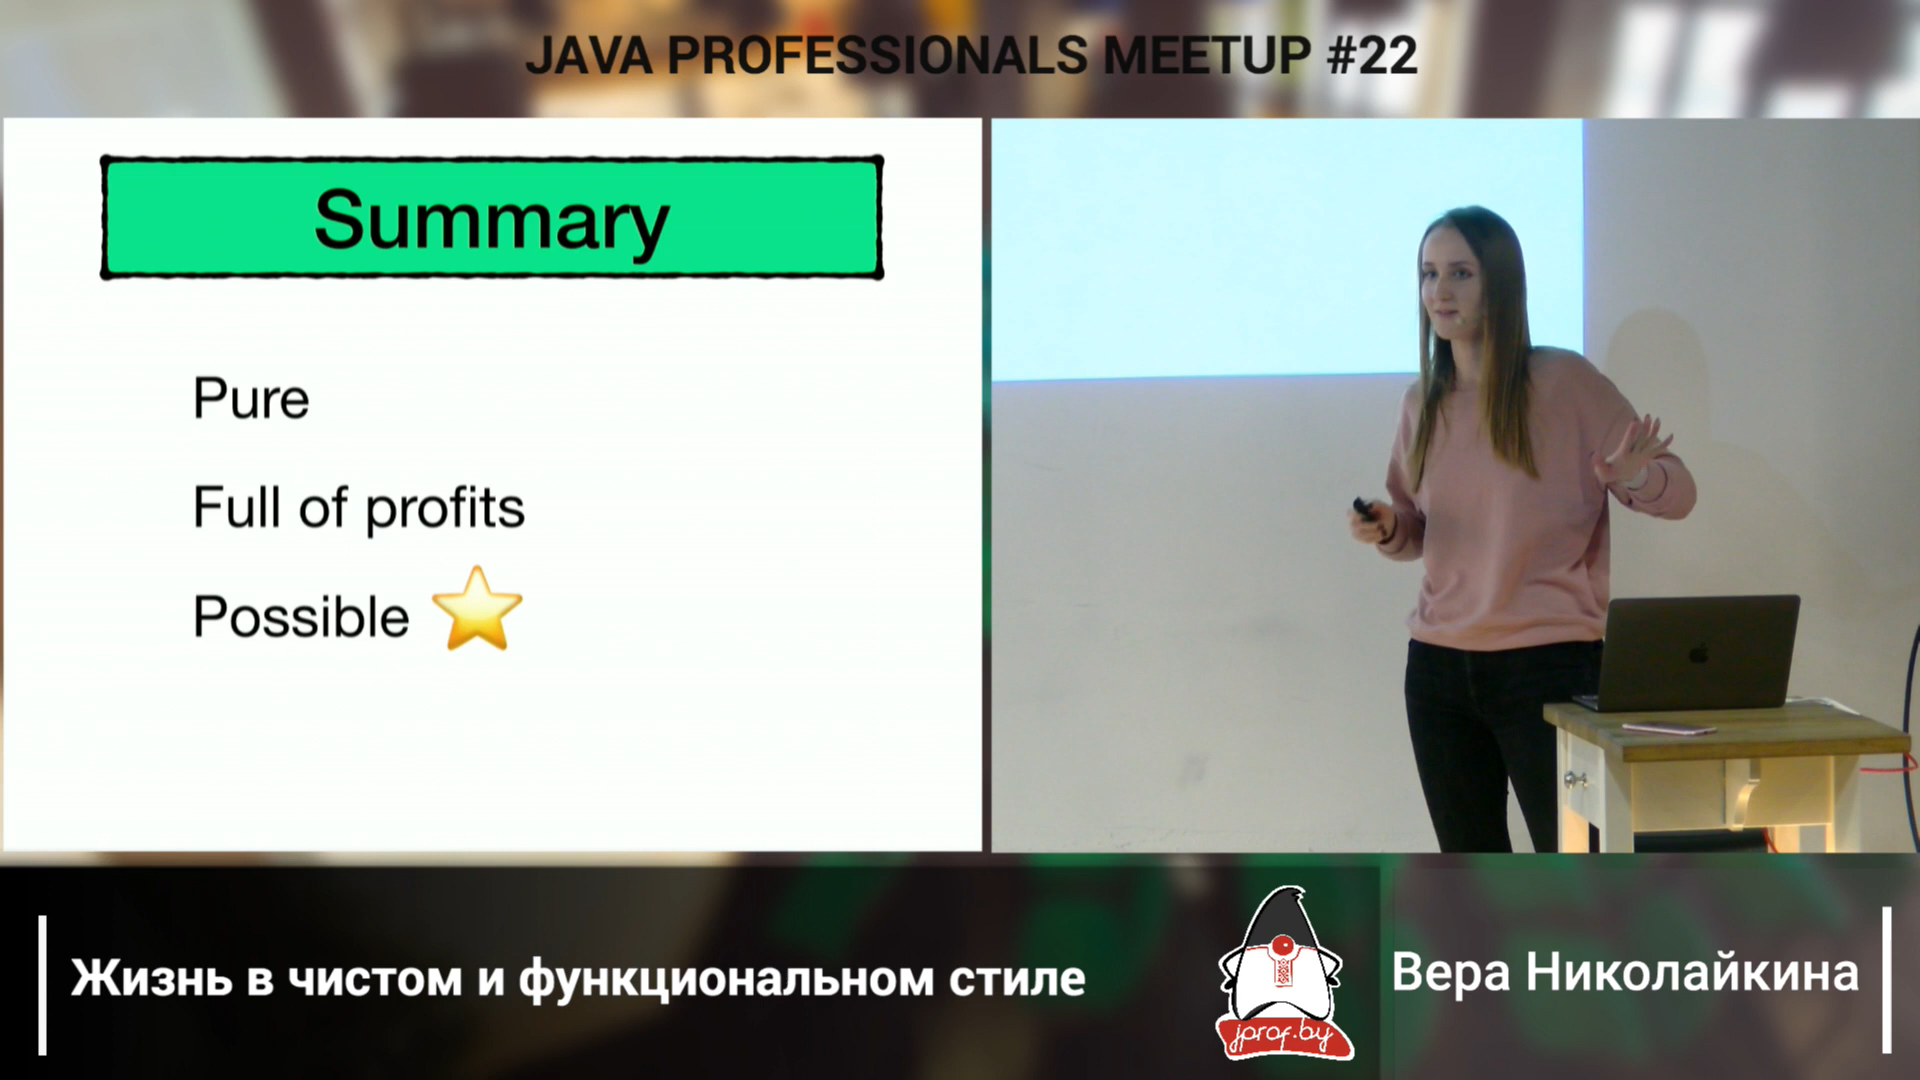 JAVA PROFESSIONALS MEETUP #22
Summary
Pure
Full of profits
Possible
Жизнь в чистом и функциональном стиле
jprof.by
Вера Николайкина